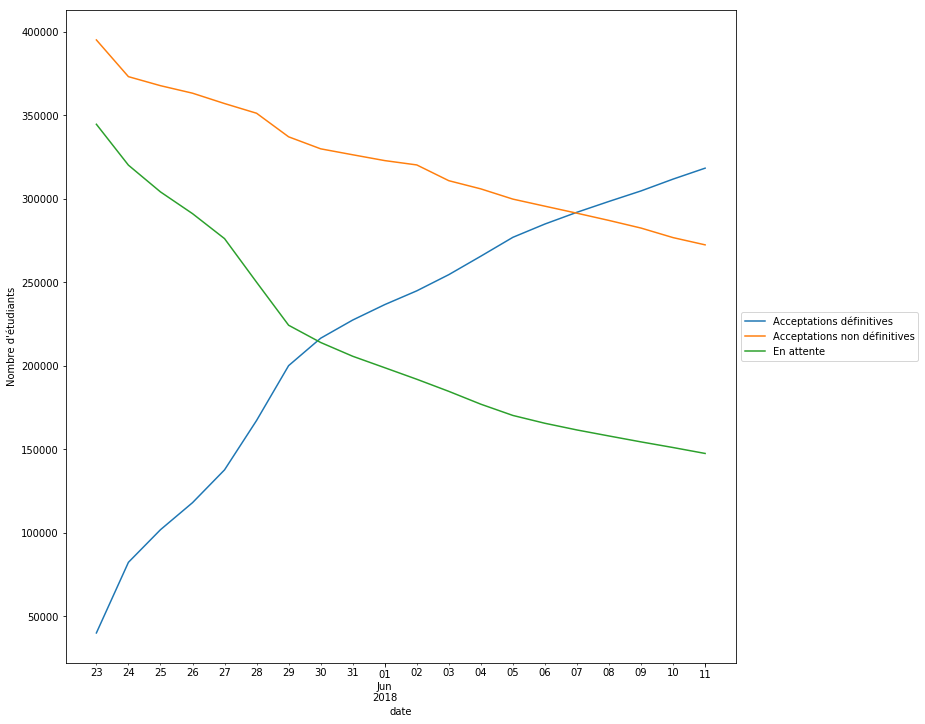 400000
350000
300000
250000
200000
150000
100000
50000
Nombre d'étudiants
23 24 25 26 27 28 29 30 31 01 02 03 04 05 06 07 08 09 10 11
Jun
2018
date
Acceptations définitives
Acceptations non définitives
En attente